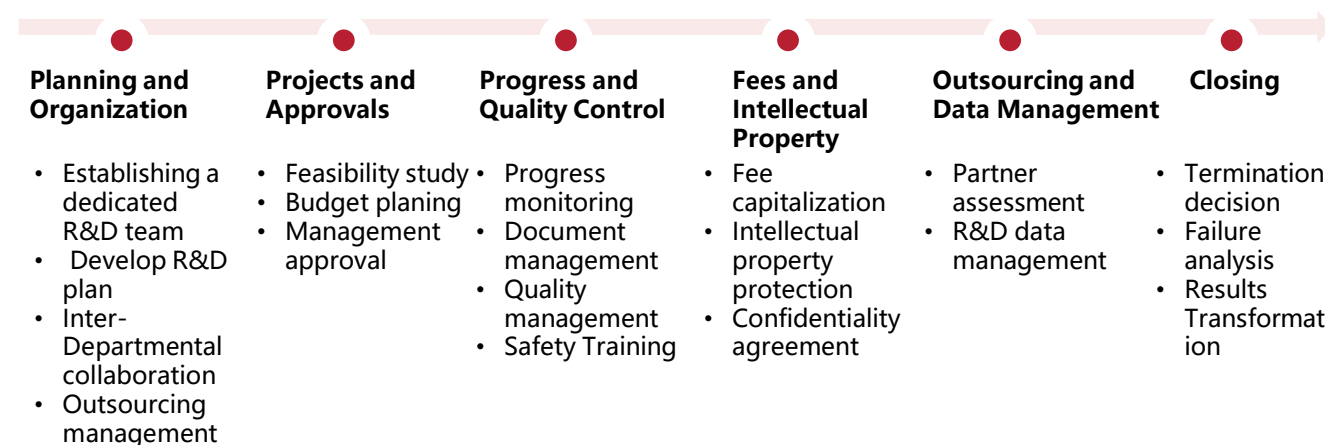 Planning and
Organization
• Establishing a
dedicated
R&D team
• Develop R&D
plan
• Inter-
Departmental
collaboration
• Outsourcing
management
Projects and
Approvals
• Feasibility study
• Budget planing
• Management
approval
Progress and
Quality Control
• Progress
monitoring
• Document
management
• Quality
management
• Safety Training
Fees and
Intellectual
Property
• Fee
capitalization
• Intellectual
property
protection
• Confidentiality
agreement
Outsourcing and
Data Management
• Partner
assessment
• R&D data
management
Closing
• Termination
decision
• Failure
analysis
• Results
Transformat
ion